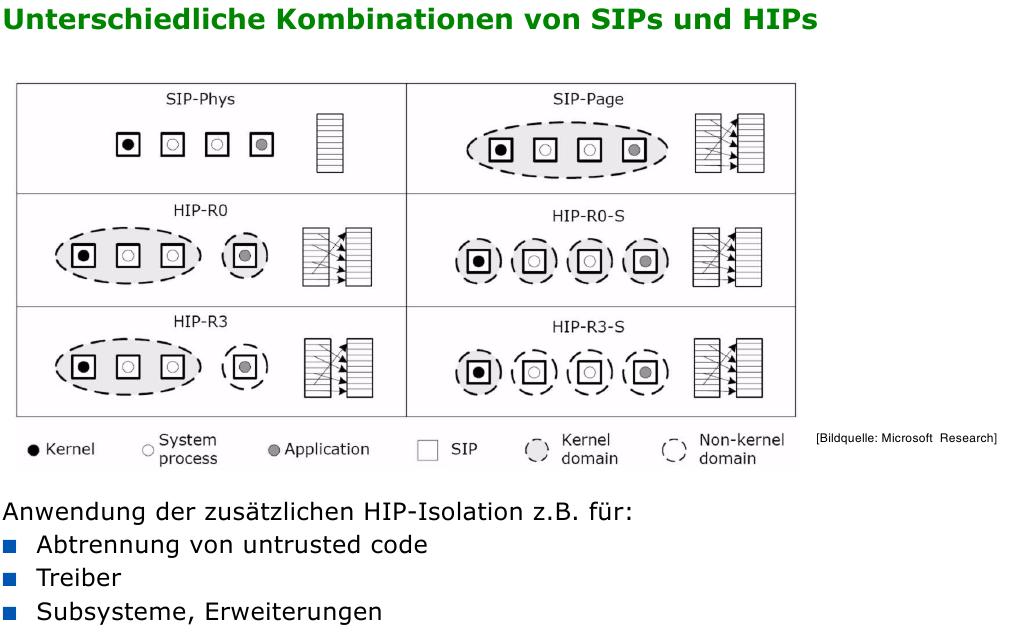 Unterschiedliche Kombinationen von SIPs und HIPs
SIP-Phys
SIP-Page
HIP-R0
HIP-R0-S
HIP-R3
HIP-R3-S
Kernel
System
process
Application
SIP
Kernel
domain
Non-kernel
domain
[Bildquelle: Microsoft Research]
Anwendung der zusätzlichen HIP-Isolation z.B. für:
Abtrennung von untrusted code
Treiber
Subsysteme, Erweiterungen